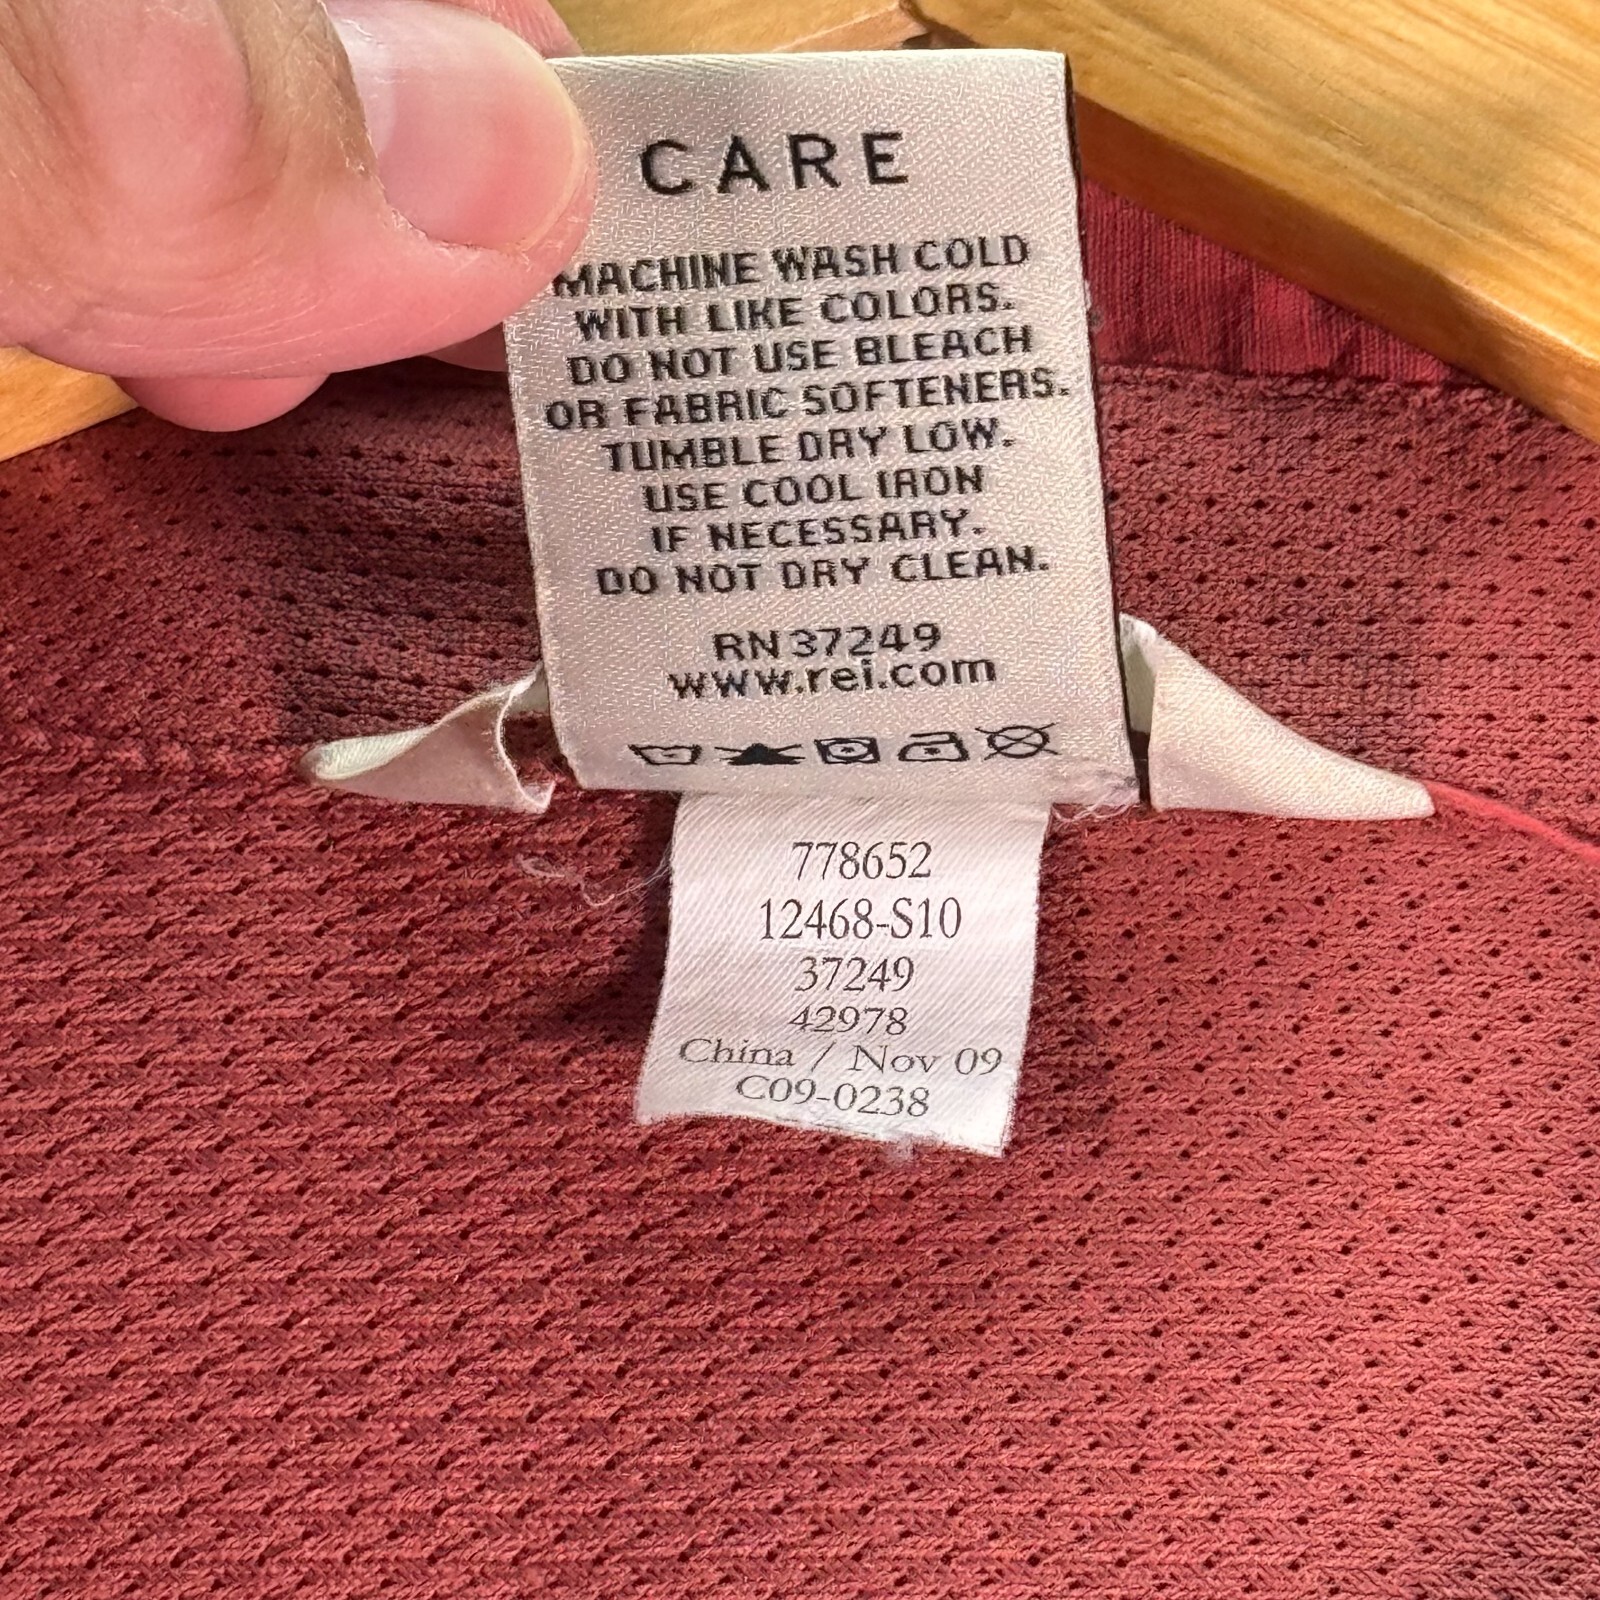 CARE
MACHINE WASH COLD
WITH LIKE COLORS.
DO NOT USE BLEACH
OR FABRIC SOFTENERS.
TUMBLE DRY LOW.
USE COOL IRON
IF NECESSARY.
DO NOT DRY CLEAN.
RN 37249
www.rei.com
778652
12468-S10
37249
42978
China / Nov 09
C09-0238